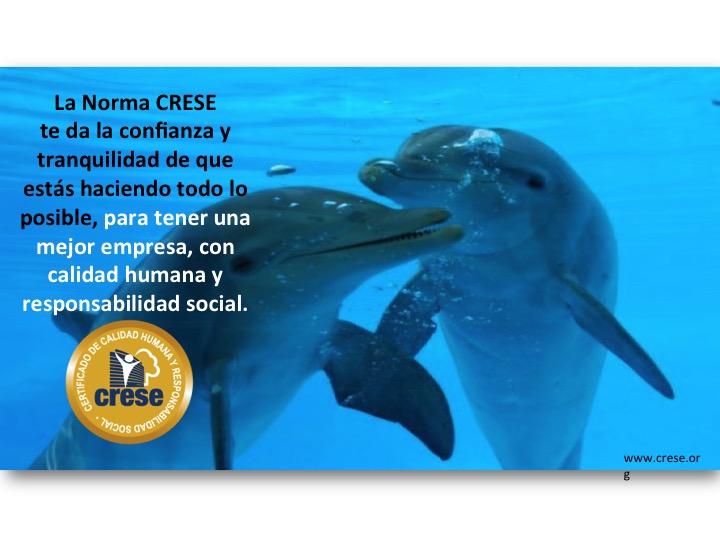 La Norma CRESE
te da la confianza y
tranquilidad de que
estás haciendo todo lo
posible, para tener una
mejor empresa, con
calidad humana y
responsabilidad social.
CERTIFICADO DE CALIDAD HUMANA Y RESPONSABILIDAD SOCIAL •
crese
www.crese.or
g